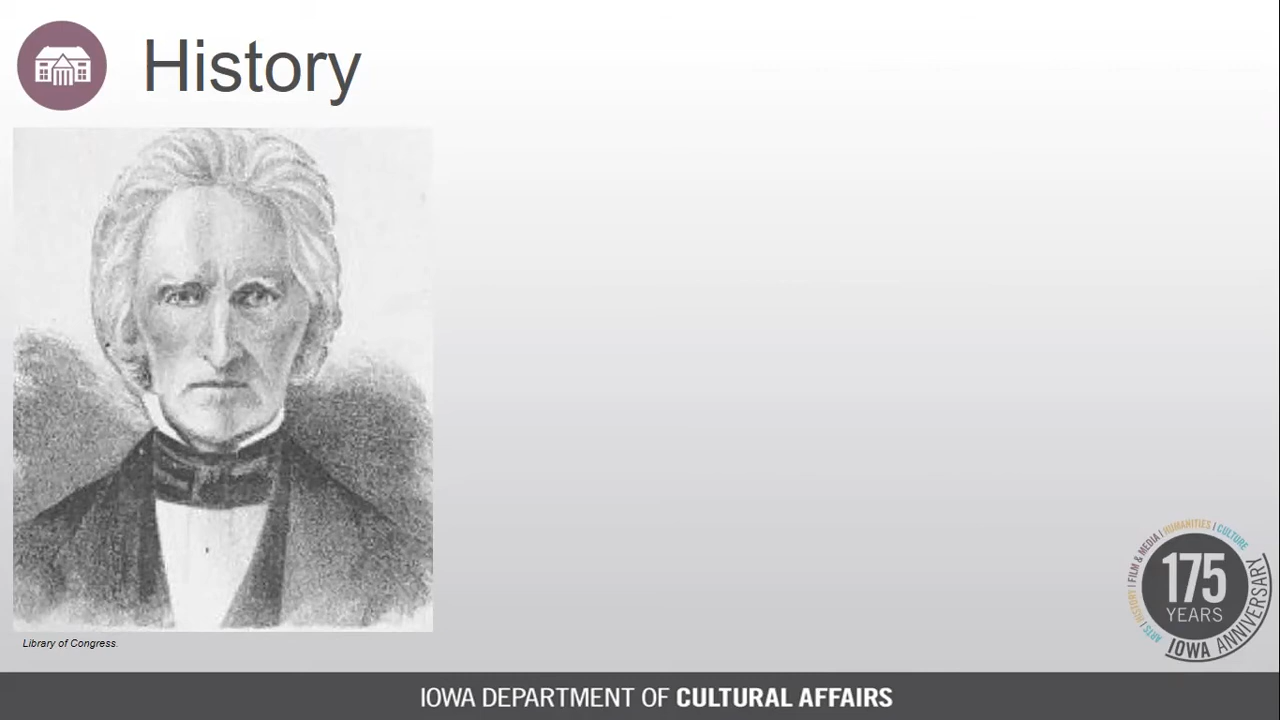 History
Library of Congress.
ARTS | HISTORY | FILM & MEDIA | HUMANITIES | CULTURE
175
YEARS
IOWA ANNIVERSARY
IOWA DEPARTMENT OF CULTURAL AFFAIRS